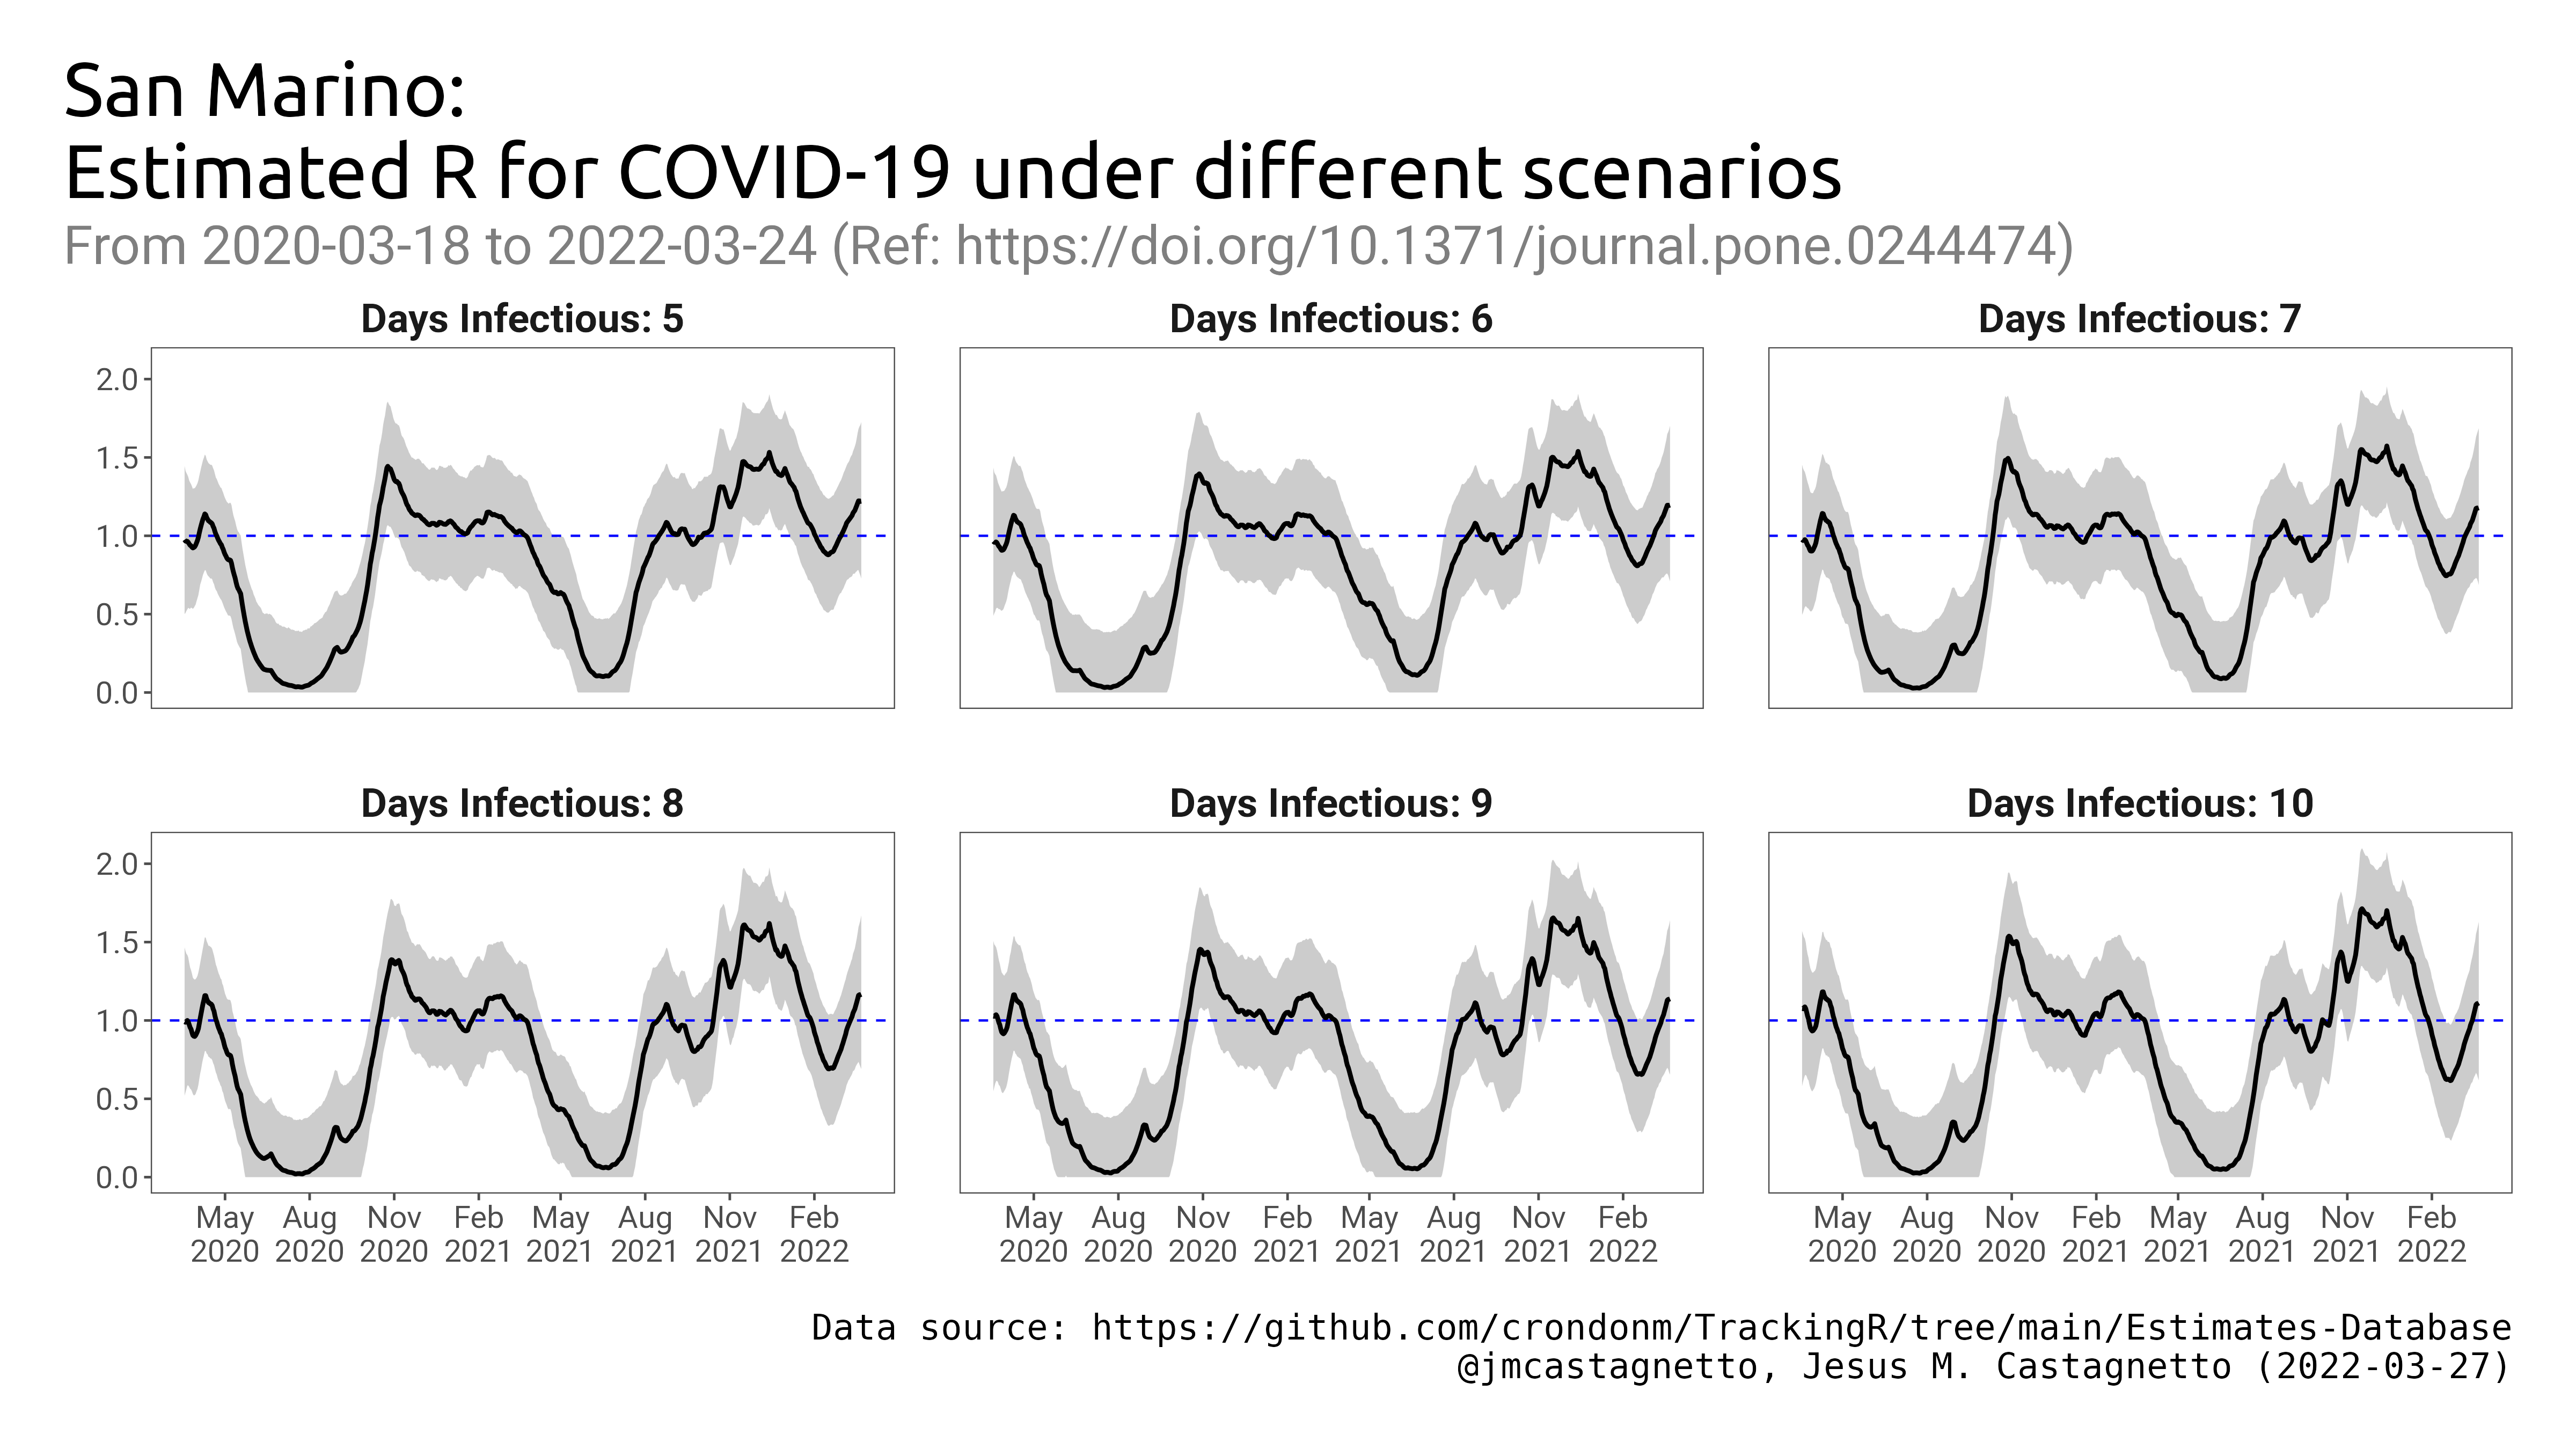 San Marino:
Estimated R for COVID-19 under different scenarios
From 2020-03-18 to 2022-03-24 (Ref: https://doi.org/10.1371/journal.pone.0244474)
Days Infectious: 5
Days Infectious: 6
Days Infectious: 7
2.0
1.5
1.0
0.5
0.0
Days Infectious: 8
Days Infectious: 9
Days Infectious: 10
2.0
1.5
1.0
0.5
0.0
May Aug Nov Feb May Aug Nov Feb
2020 2020 2020 2021 2021 2021 2021 2022
May Aug Nov Feb May Aug Nov Feb
2020 2020 2020 2021 2021 2021 2021 2022
May Aug Nov Feb May Aug Nov Feb
2020 2020 2020 2021 2021 2021 2021 2022
Data source: https://github.com/crondonm/TrackingR/tree/main/Estimates-Database
@jmcastagnetto, Jesus M. Castagnetto (2022-03-27)